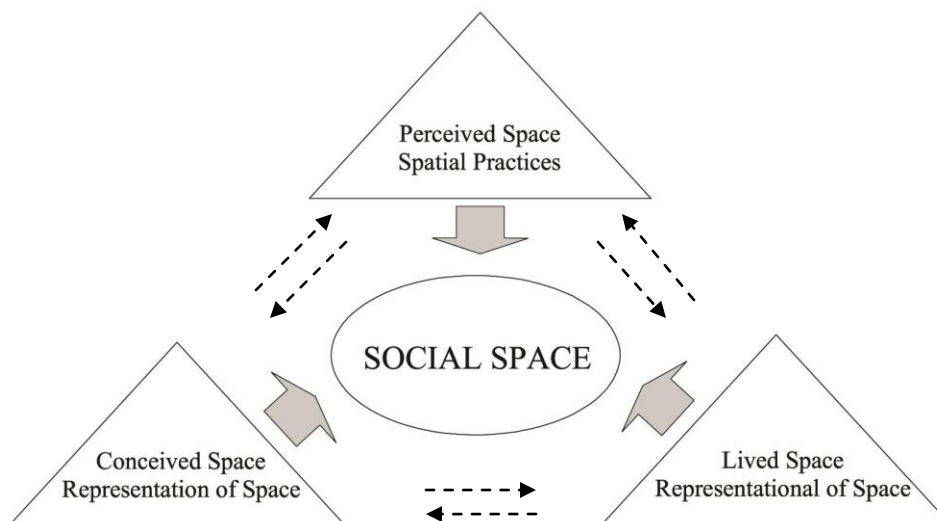 Perceived Space
Spatial Practices
SOCIAL SPACE
Conceived Space
Representation of Space
Lived Space
Representational of Space